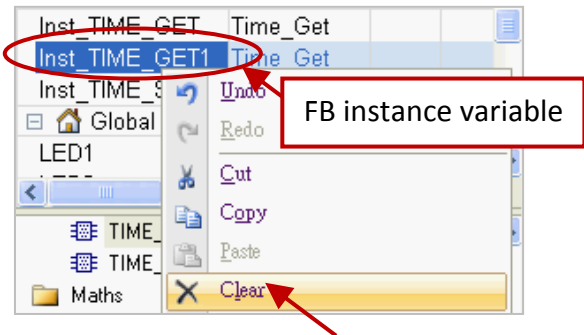 Inst_TIME_GET Time_Get
Inst_TIME_GET1 Time_Get
Inst_TIME_S
Undo
FB instance variable
Global
Redo
LED1
Cut
Copy
TIME_
Paste
TIME_
Maths
Clear